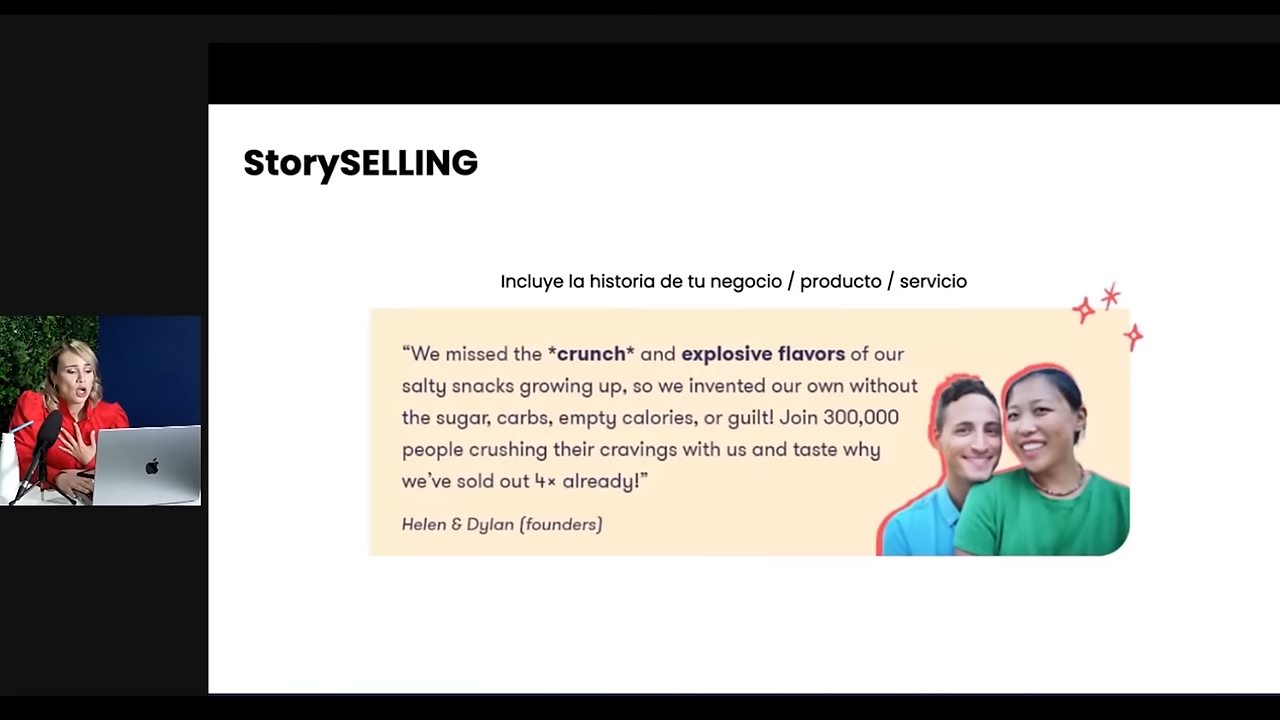 StorySELLING
Incluye la historia de tu negocio / producto / servicio
“We missed the *crunch* and explosive flavors of our
salty snacks growing up, so we invented our own without
the sugar, carbs, empty calories, or guilt! Join 300,000
people crushing their cravings with us and taste why
we’ve sold out 4× already!”
Helen & Dylan (founders)